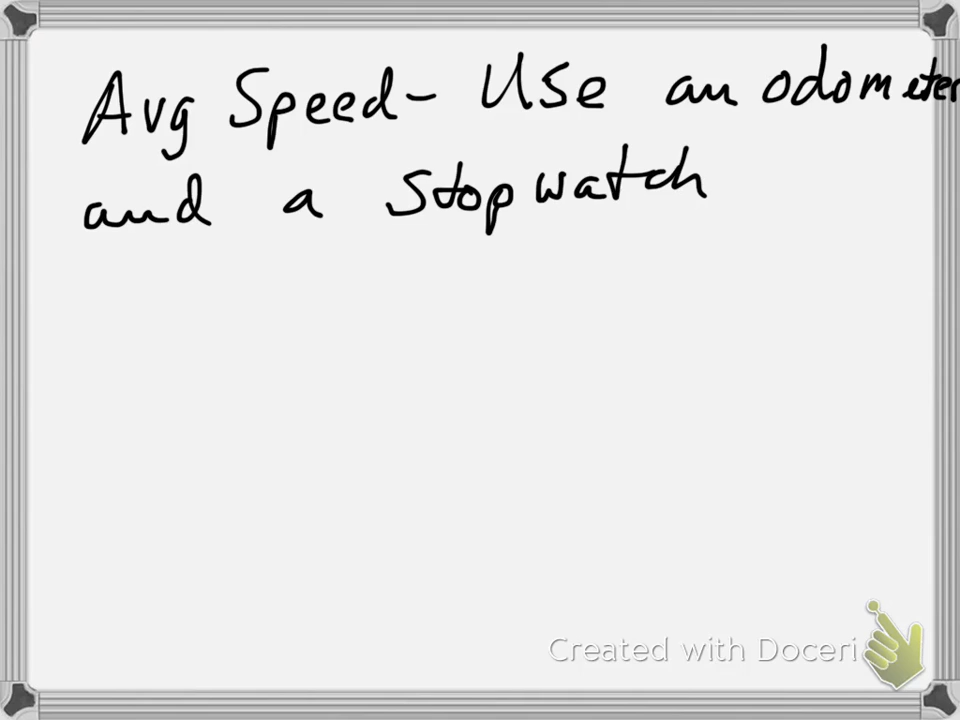 Avg Speed- Use an odometer
and a Stopwatch
Created with Doceri